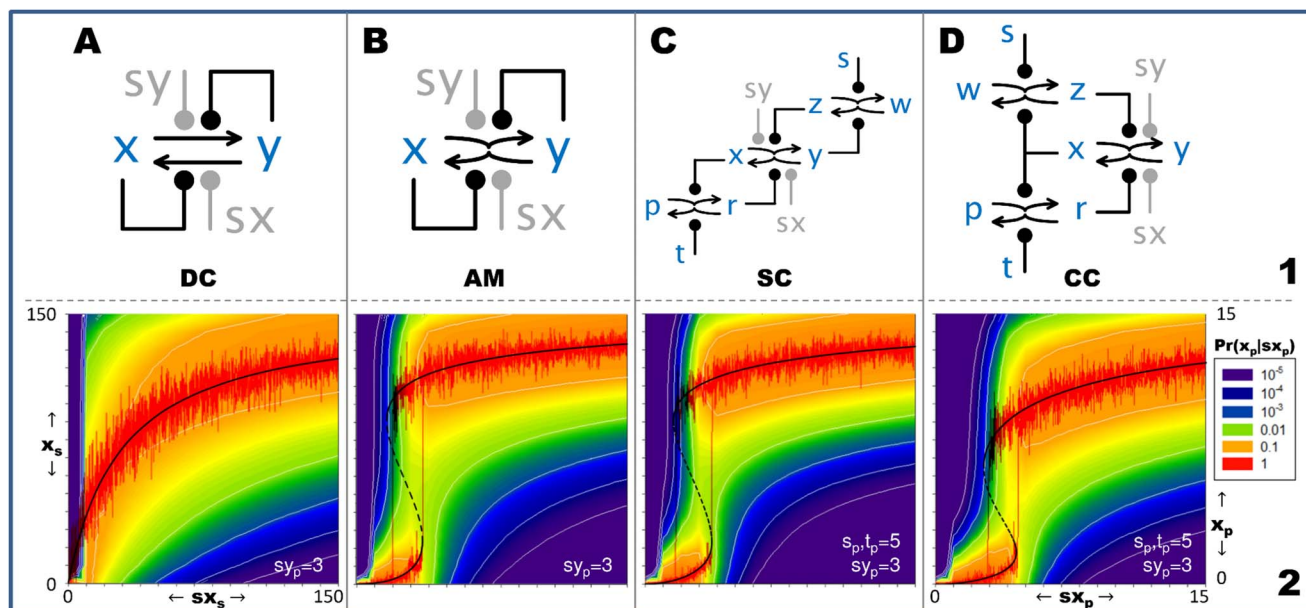 A
B
C
D
sy
x
y
sx
DC
sy
x
y
sx
AM
s
sy
z
w
x
y
p
r
sx
t
SC
s
sy
w
z
x
y
p
r
sx
t
CC
1
150
↑
xₛ
↓
0
0
← sxₛ →
150
syₚ=3
syₚ=3
sₚ,tₚ=5
syₚ=3
sₚ,tₚ=5
syₚ=3
← sxₚ →
15
15
Pr(xₚ|sxₚ)
10⁻⁵
10⁻⁴
10⁻³
0.01
0.1
1
↑
xₚ
↓
0
2